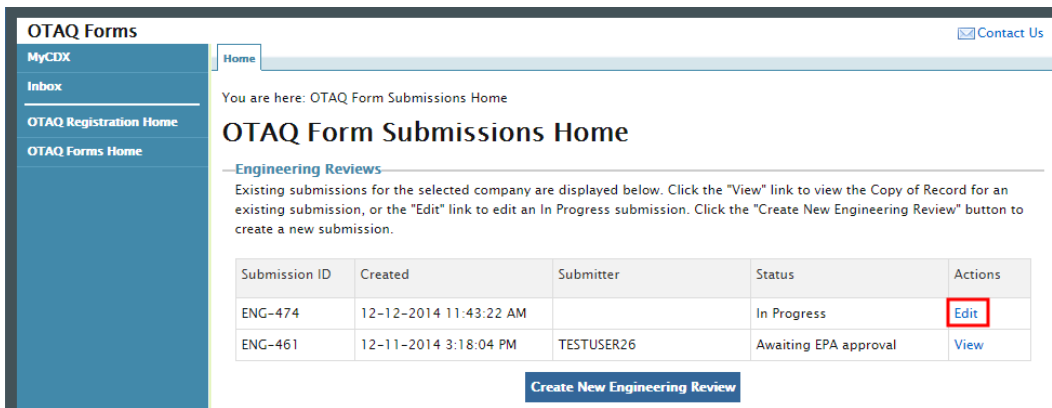 OTAQ Forms
Contact Us
MyCDX
Home
Inbox
You are here: OTAQ Form Submissions Home
OTAQ Registration Home
OTAQ Form Submissions Home
OTAQ Forms Home
Engineering Reviews
Existing submissions for the selected company are displayed below. Click the "View" link to view the Copy of Record for an
existing submission, or the "Edit" link to edit an In Progress submission. Click the "Create New Engineering Review" button to
create a new submission.
Submission ID Created Submitter Status Actions
ENG-474 12-12-2014 11:43:22 AM In Progress Edit
ENG-461 12-11-2014 3:18:04 PM TESTUSER26 Awaiting EPA approval View
Create New Engineering Review